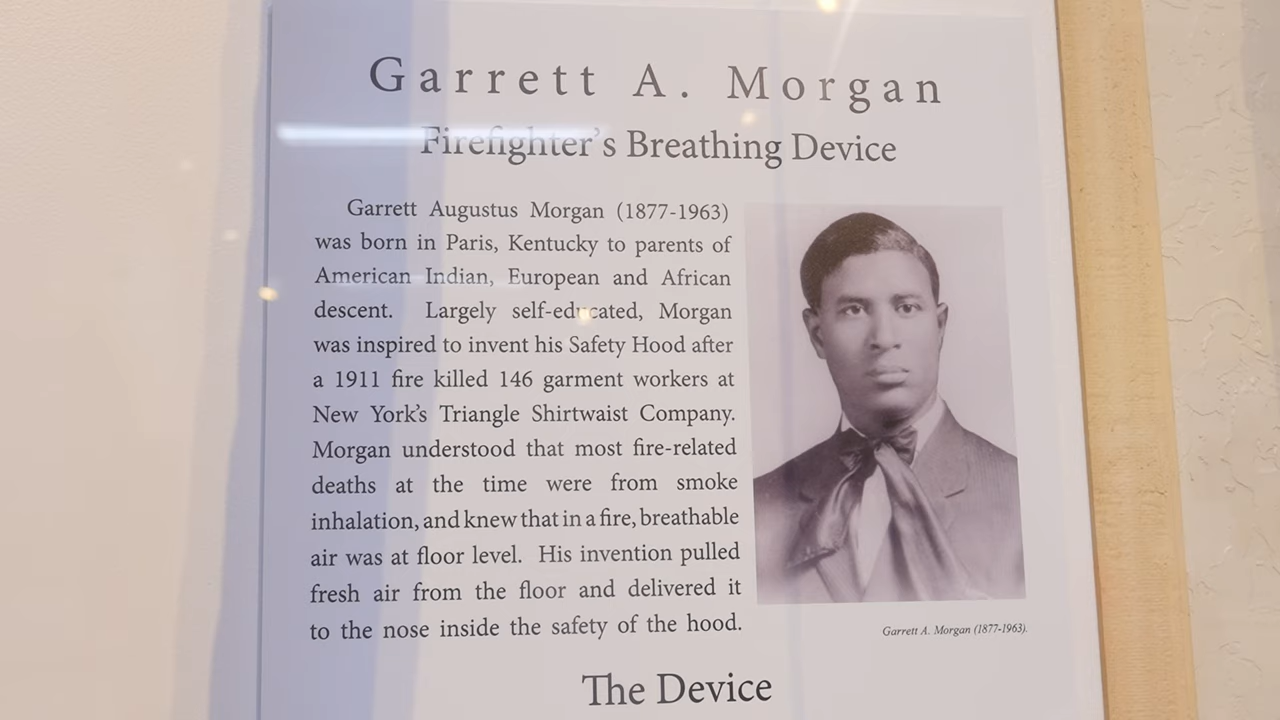 Garrett A. Morgan
Firefighter's Breathing Device
Garrett Augustus Morgan (1877-1963)
was born in Paris, Kentucky to parents of
American Indian, European and African
descent. Largely self-educated, Morgan
was inspired to invent his Safety Hood after
a 1911 fire killed 146 garment workers at
New York's Triangle Shirtwaist Company.
Morgan understood that most fire-related
deaths at the time were from smoke
inhalation, and knew that in a fire, breathable
air was at floor level. His invention pulled
fresh air from the floor and delivered it
to the nose inside the safety of the hood.
Garrett A. Morgan (1877-1963).
The Device